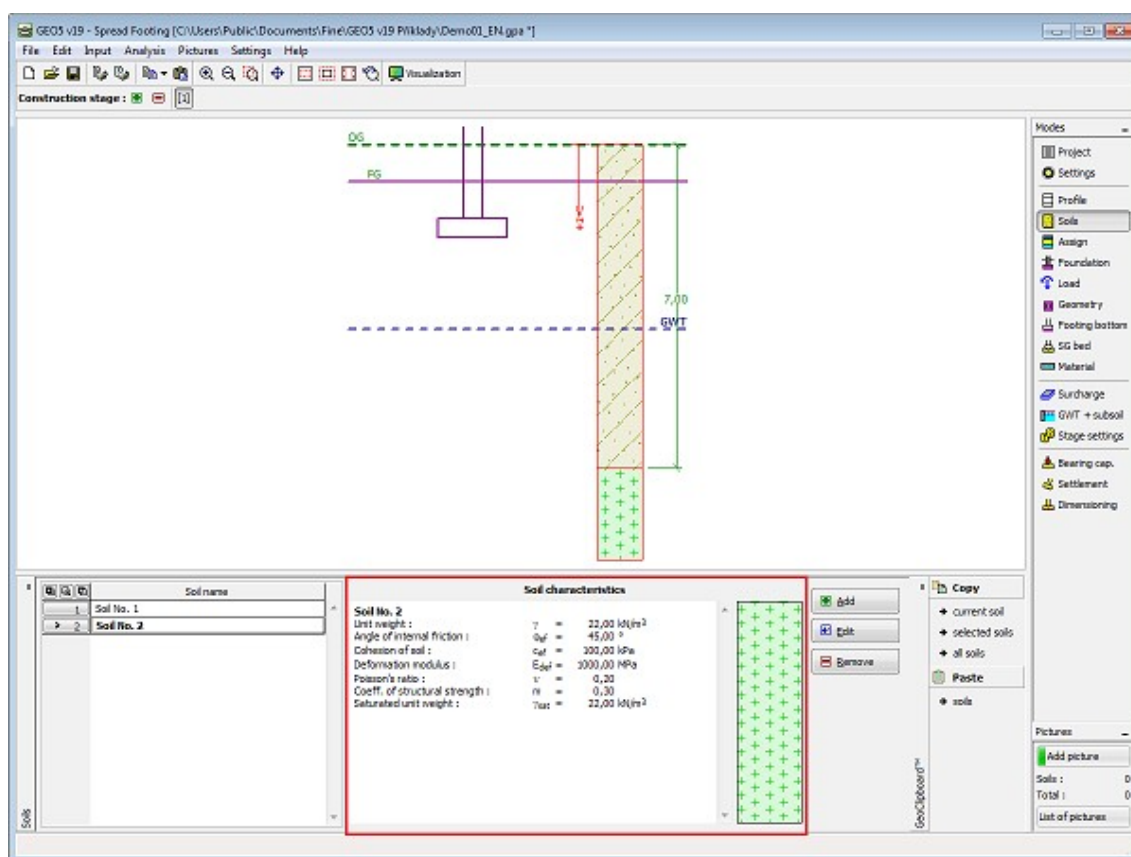 GEO5 v19 - Spread Footing [C:\Users\Public\Documents\Fine\GEO5 v19 Příklady\Demo01_EN.gpa *]
File Edit Input Analysis Pictures Settings Help
Visualization
Construction stage : [1]
OG
FG
+z
7,00
GWT
Modes
Project
Settings
Profile
Soils
Assign
Foundation
Load
Geometry
Footing bottom
SG bed
Material
Surcharge
GWT + subsoil
Stage settings
Bearing cap.
Settlement
Dimensioning
Soil name
1 Soil No. 1
> 2 Soil No. 2
Soils
Soil characteristics
Soil No. 2
Unit weight : γ = 22,00 kN/m³
Angle of internal friction : φef = 45,00 °
Cohesion of soil : cef = 100,00 kPa
Deformation modulus : Edef = 1000,00 MPa
Poisson's ratio : ν = 0,20
Coeff. of structural strength : m = 0,30
Saturated unit weight : γsat = 22,00 kN/m³
Add
Edit
Remove
GeoClipboard™
Copy
current soil
selected soils
all soils
Paste
soils
Pictures
Add picture
Soils : 0
Total : 0
List of pictures